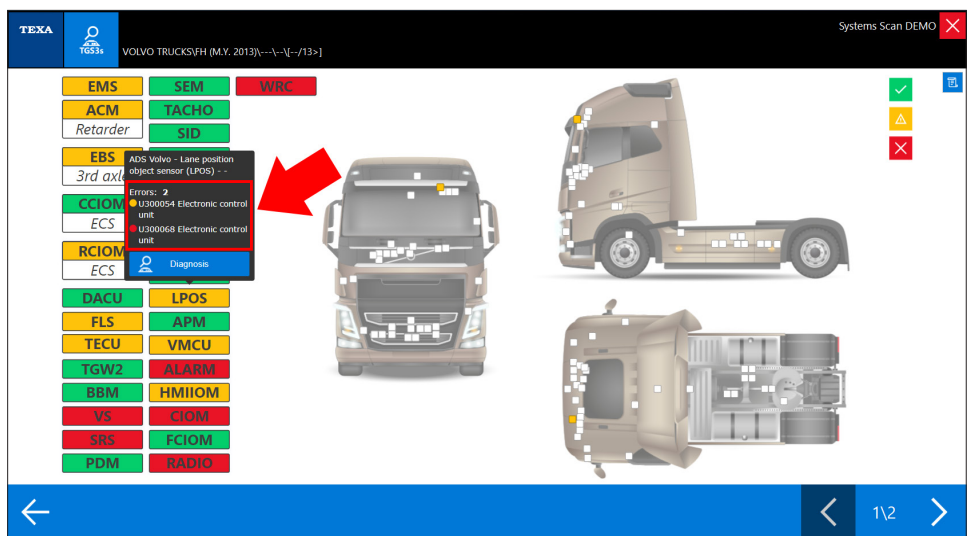 TEXA
TGS3s
VOLVO TRUCKS\FH (M.Y. 2013)\---\--\[--/13>]
Systems Scan DEMO
EMS
SEM
WRC
ACM
TACHO
Retarder
SID
EBS
3rd axle
ADS Volvo - Lane position
object sensor (LPOS) - -
Errors: 2
U300054 Electronic control
unit
U300068 Electronic control
unit
Diagnosis
CCIOM
ECS
RCIOM
ECS
DACU
LPOS
FLS
APM
TECU
VMCU
TGW2
ALARM
BBM
HMIIOM
VS
CIOM
SRS
FCIOM
PDM
RADIO
1\2